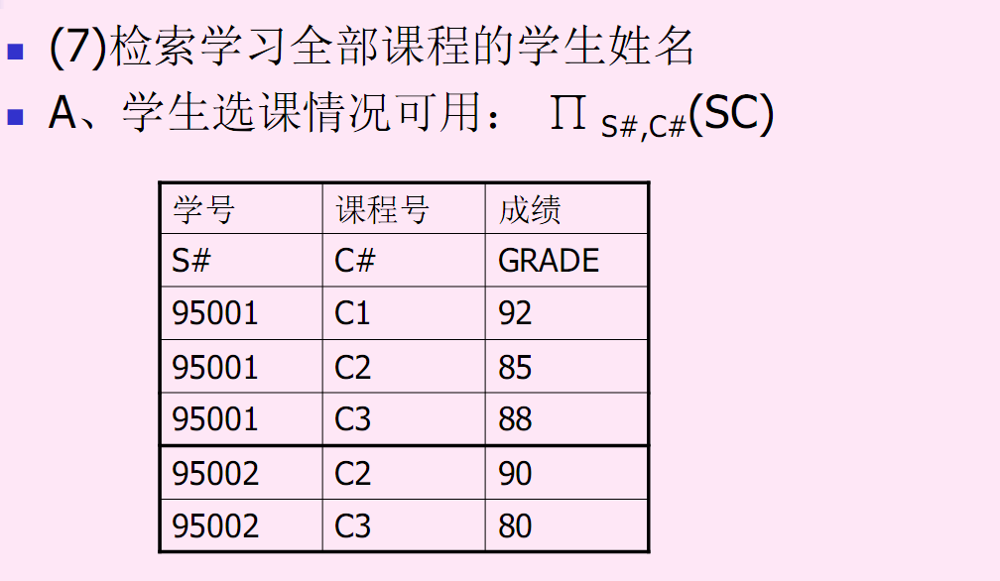 (7)检索学习全部课程的学生姓名
A、学生选课情况可用： ∏ S#,C#(SC)
学号 课程号 成绩
S# C# GRADE
95001 C1 92
95001 C2 85
95001 C3 88
95002 C2 90
95002 C3 80